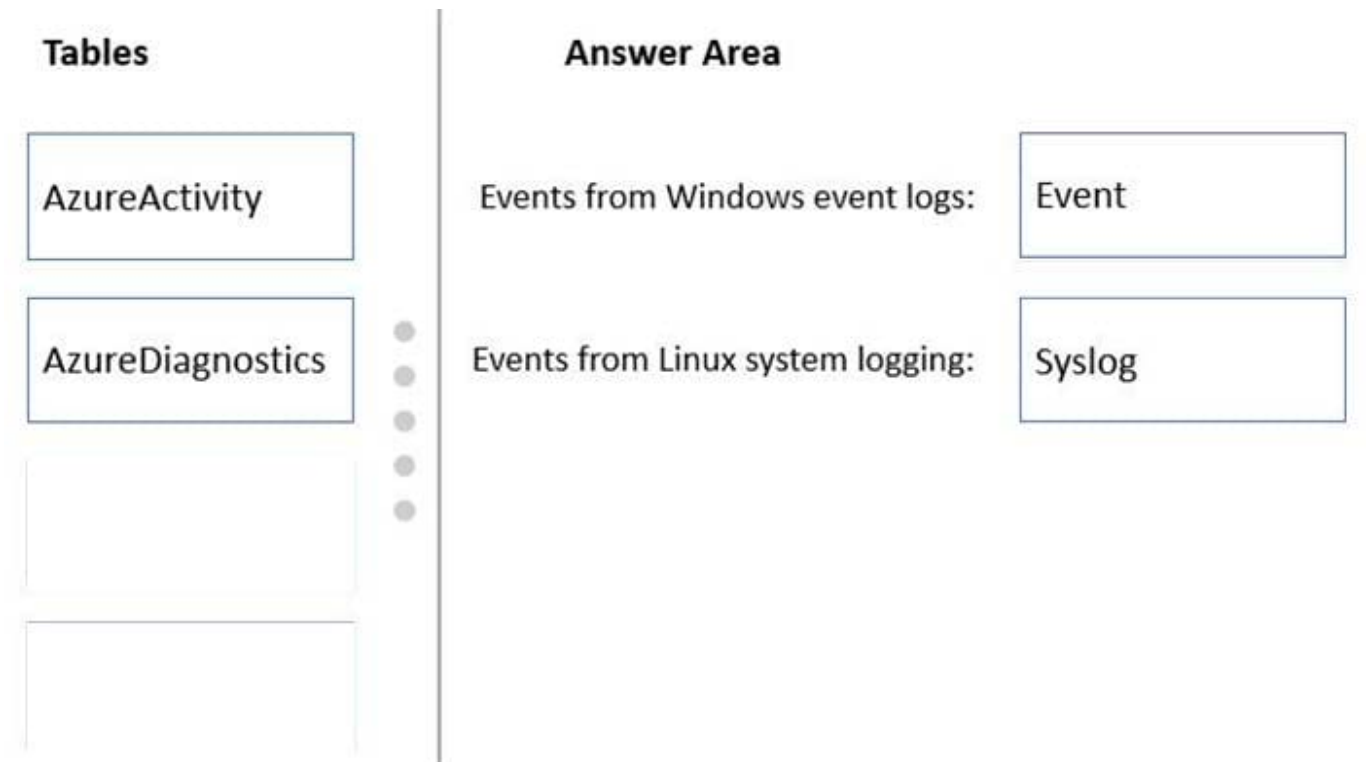 Tables
Answer Area
AzureActivity
Events from Windows event logs:
Event
AzureDiagnostics
Events from Linux system logging:
Syslog